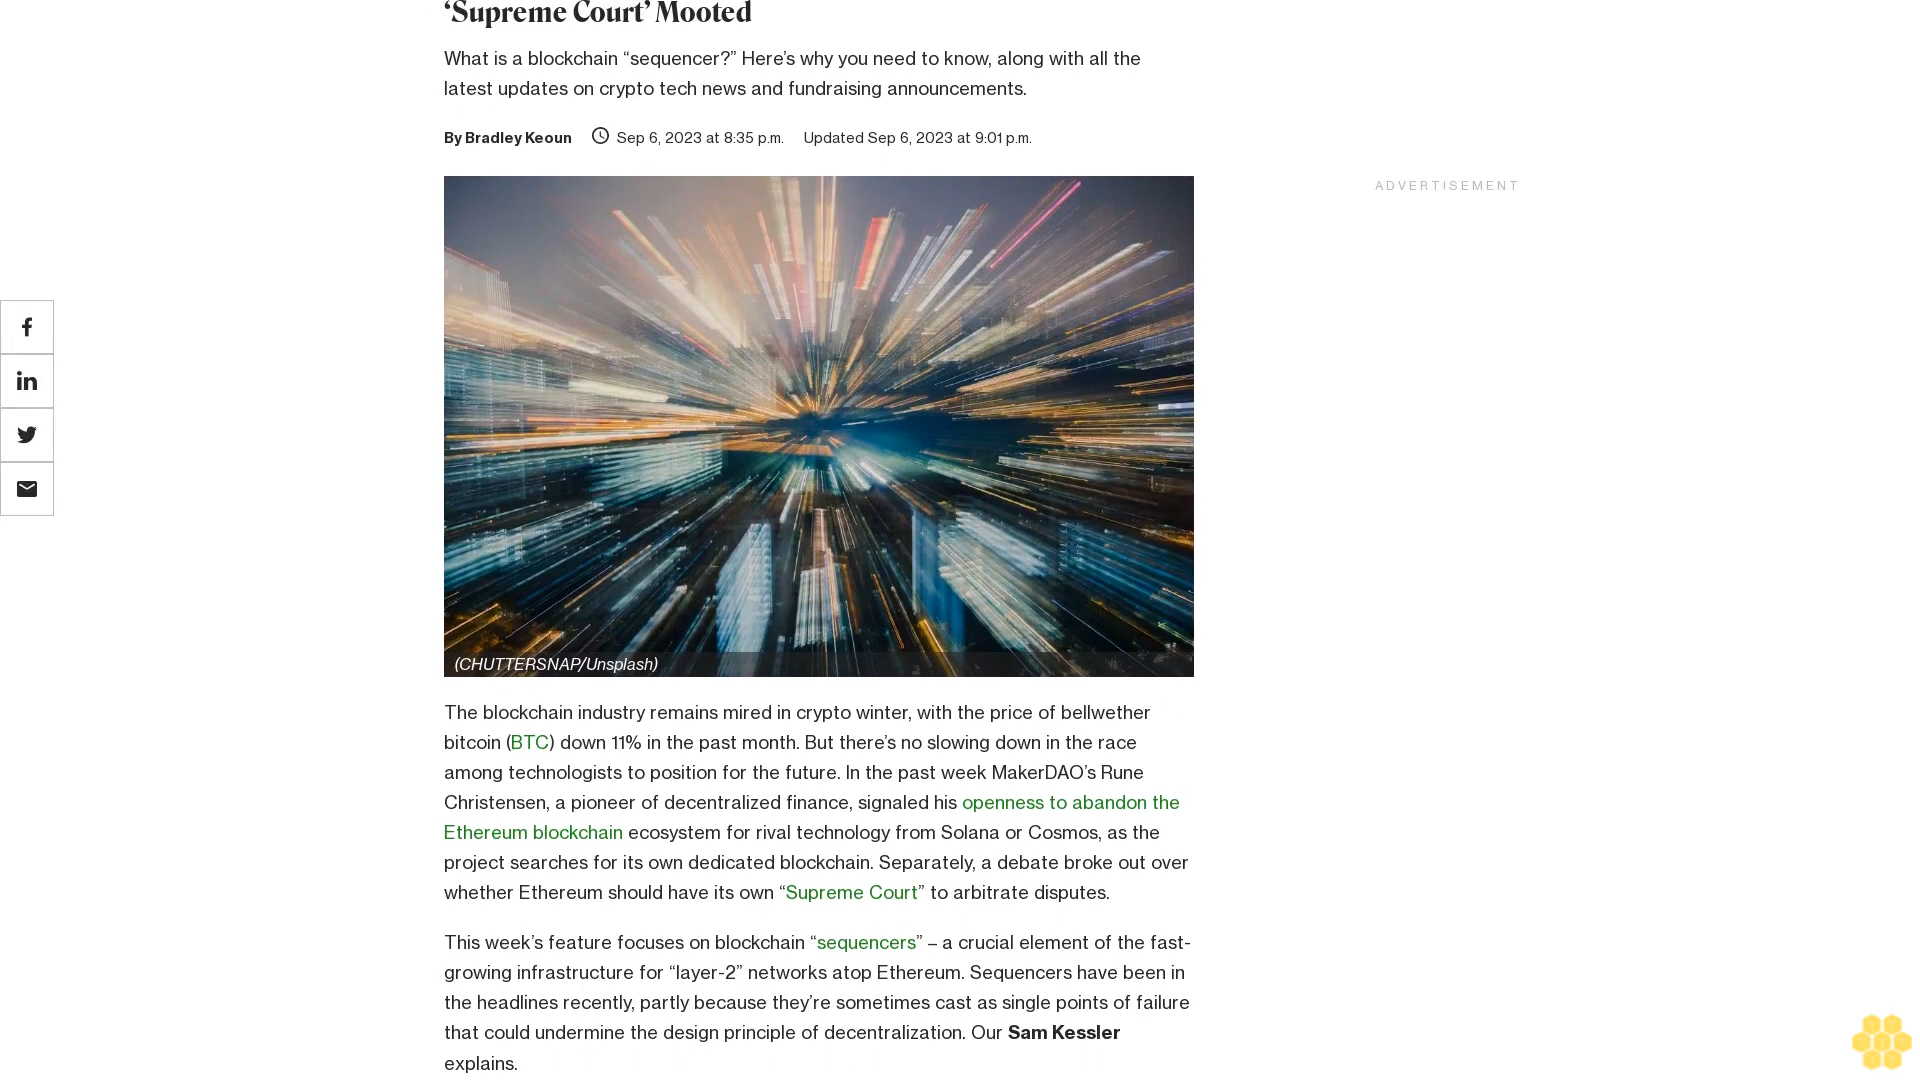 ‘Supreme Court’ Mooted
What is a blockchain “sequencer?” Here’s why you need to know, along with all the
latest updates on crypto tech news and fundraising announcements.
By Bradley Keoun Sep 6, 2023 at 8:35 p.m. Updated Sep 6, 2023 at 9:01 p.m.
ADVERTISEMENT
(CHUTTERSNAP/Unsplash)
The blockchain industry remains mired in crypto winter, with the price of bellwether
bitcoin (BTC) down 11% in the past month. But there’s no slowing down in the race
among technologists to position for the future. In the past week MakerDAO’s Rune
Christensen, a pioneer of decentralized finance, signaled his openness to abandon the
Ethereum blockchain ecosystem for rival technology from Solana or Cosmos, as the
project searches for its own dedicated blockchain. Separately, a debate broke out over
whether Ethereum should have its own “Supreme Court” to arbitrate disputes.
This week’s feature focuses on blockchain “sequencers” – a crucial element of the fast-
growing infrastructure for “layer-2” networks atop Ethereum. Sequencers have been in
the headlines recently, partly because they’re sometimes cast as single points of failure
that could undermine the design principle of decentralization. Our Sam Kessler
explains.